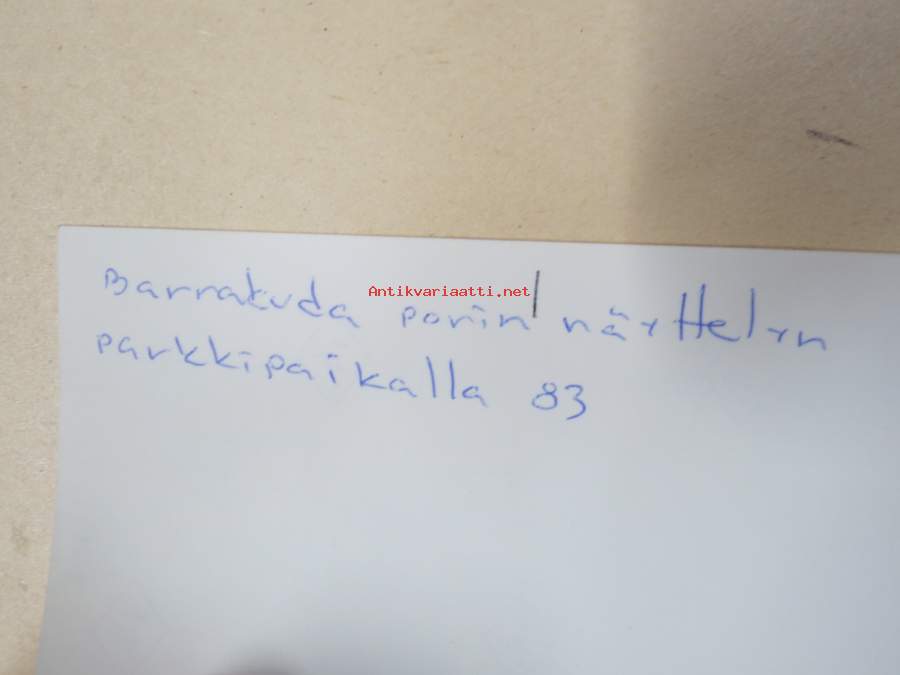 Barrakuda porin näyttelyn
parkkipaikalla 83
Antikvariaatti.net